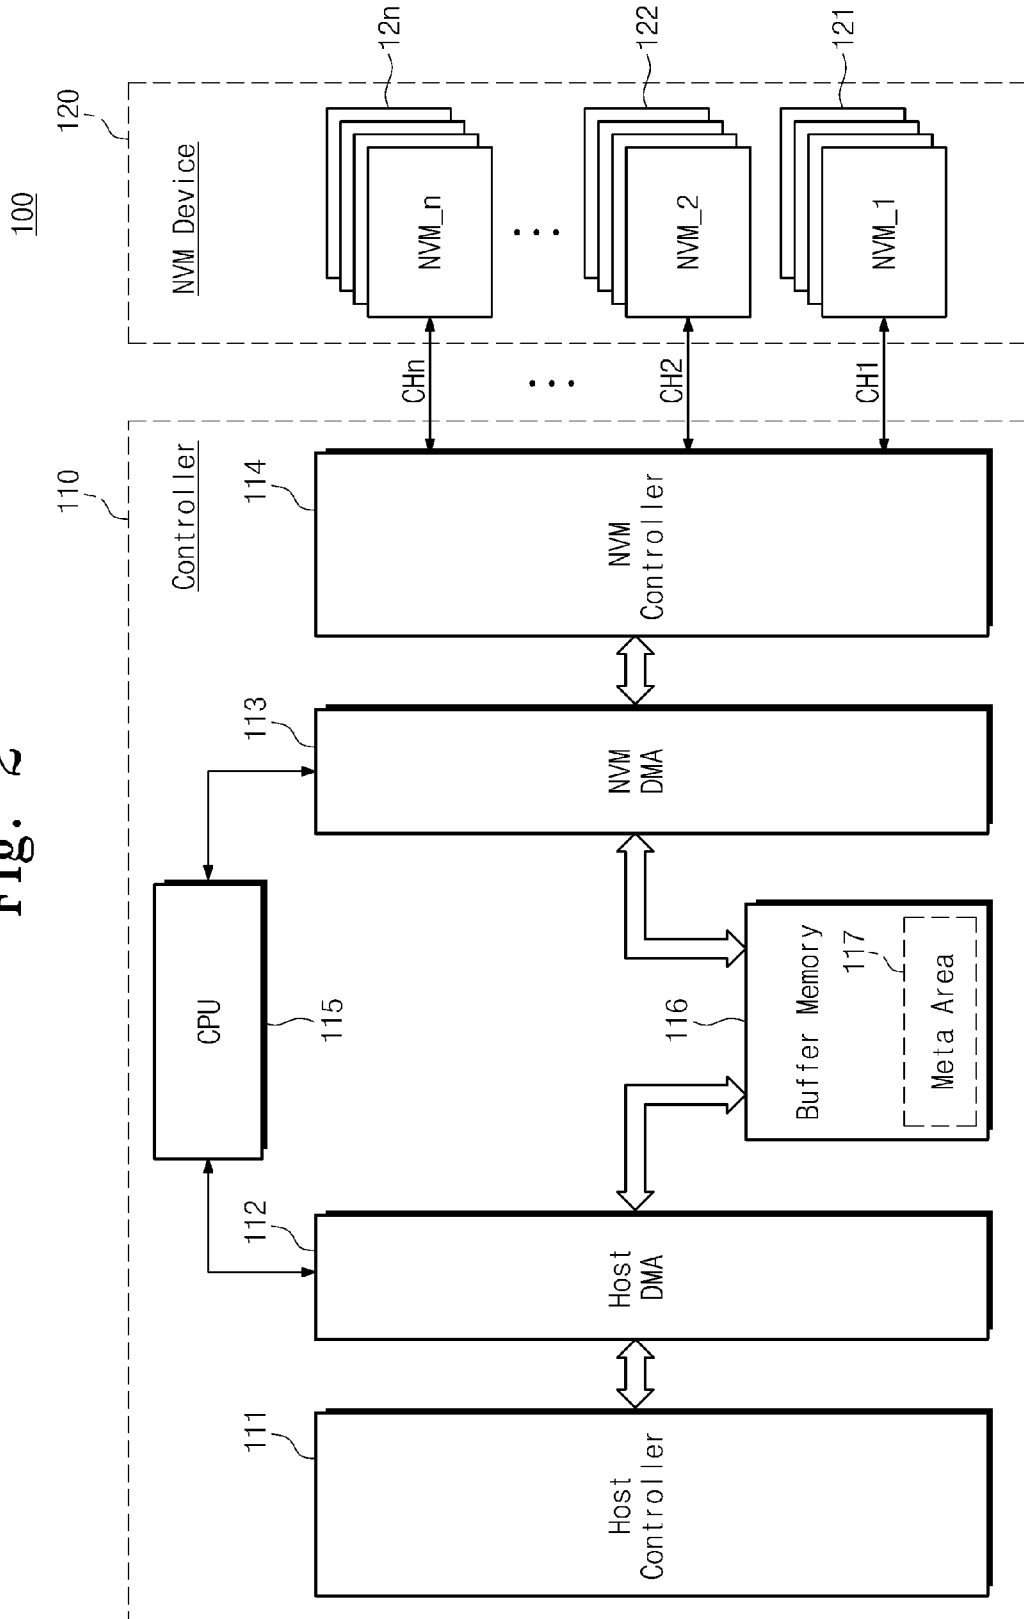 Fig. 2
100
110
120
Controller
NVM Device
CPU
115
111
112
113
114
Host
Controller
Host
DMA
NVM
DMA
NVM
Controller
116
Buffer Memory
117
Meta Area
CHn
...
CH2
CH1
NVM_n
12n
...
NVM_2
122
NVM_1
121